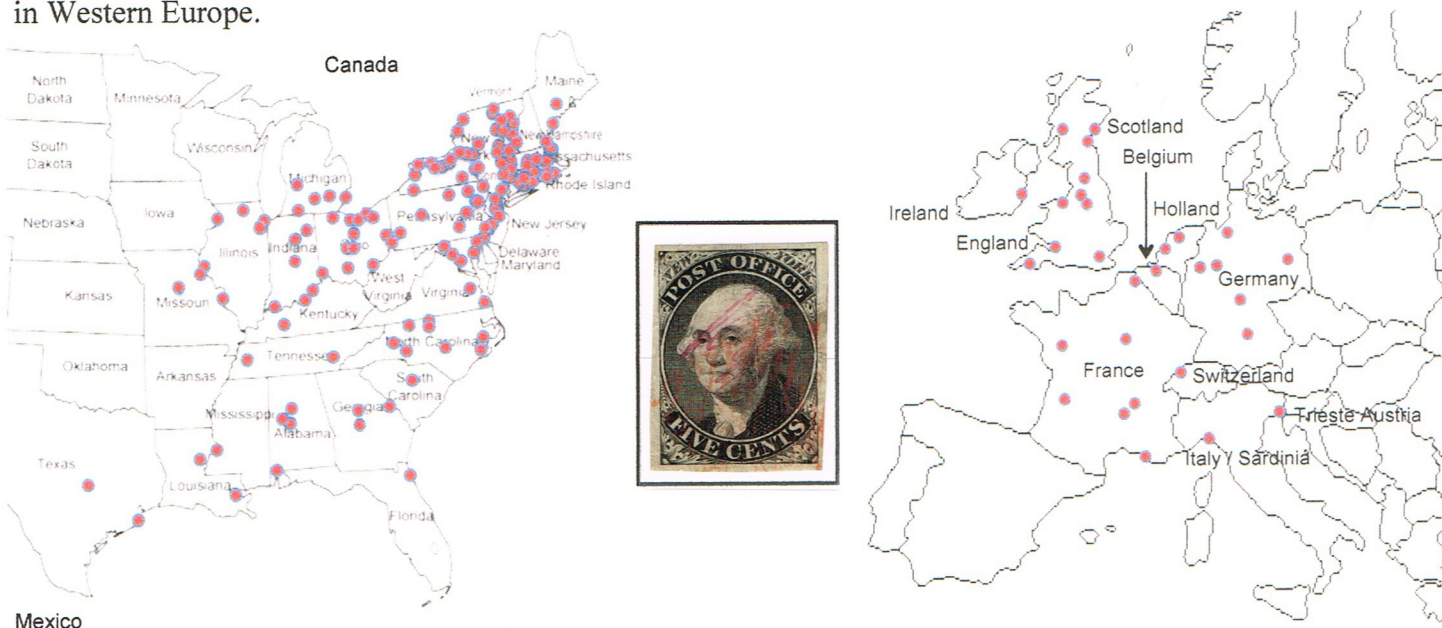 in Western Europe.
Canada
North
Dakota
Minnesota
South
Dakota
Wisconsin
Michigan
Nebraska
Iowa
Illinois
Indiana
Ohio
Kansas
Missouri
Oklahoma
Arkansas
Tennessee
Kentucky
West
Virginia
Virginia
North Carolina
South
Carolina
Mississippi
Alabama
Georgia
Texas
Louisiana
Florida
Mexico
Maine
Vermont
New Hampshire
Rhode Island
Pennsylvania
New Jersey
Delaware
Maryland
NEW YORK
POST OFFICE
FIVE CENTS
Scotland
Belgium
Ireland
Holland
England
Germany
France
Switzerland
Trieste Austria
Italy / Sardinia